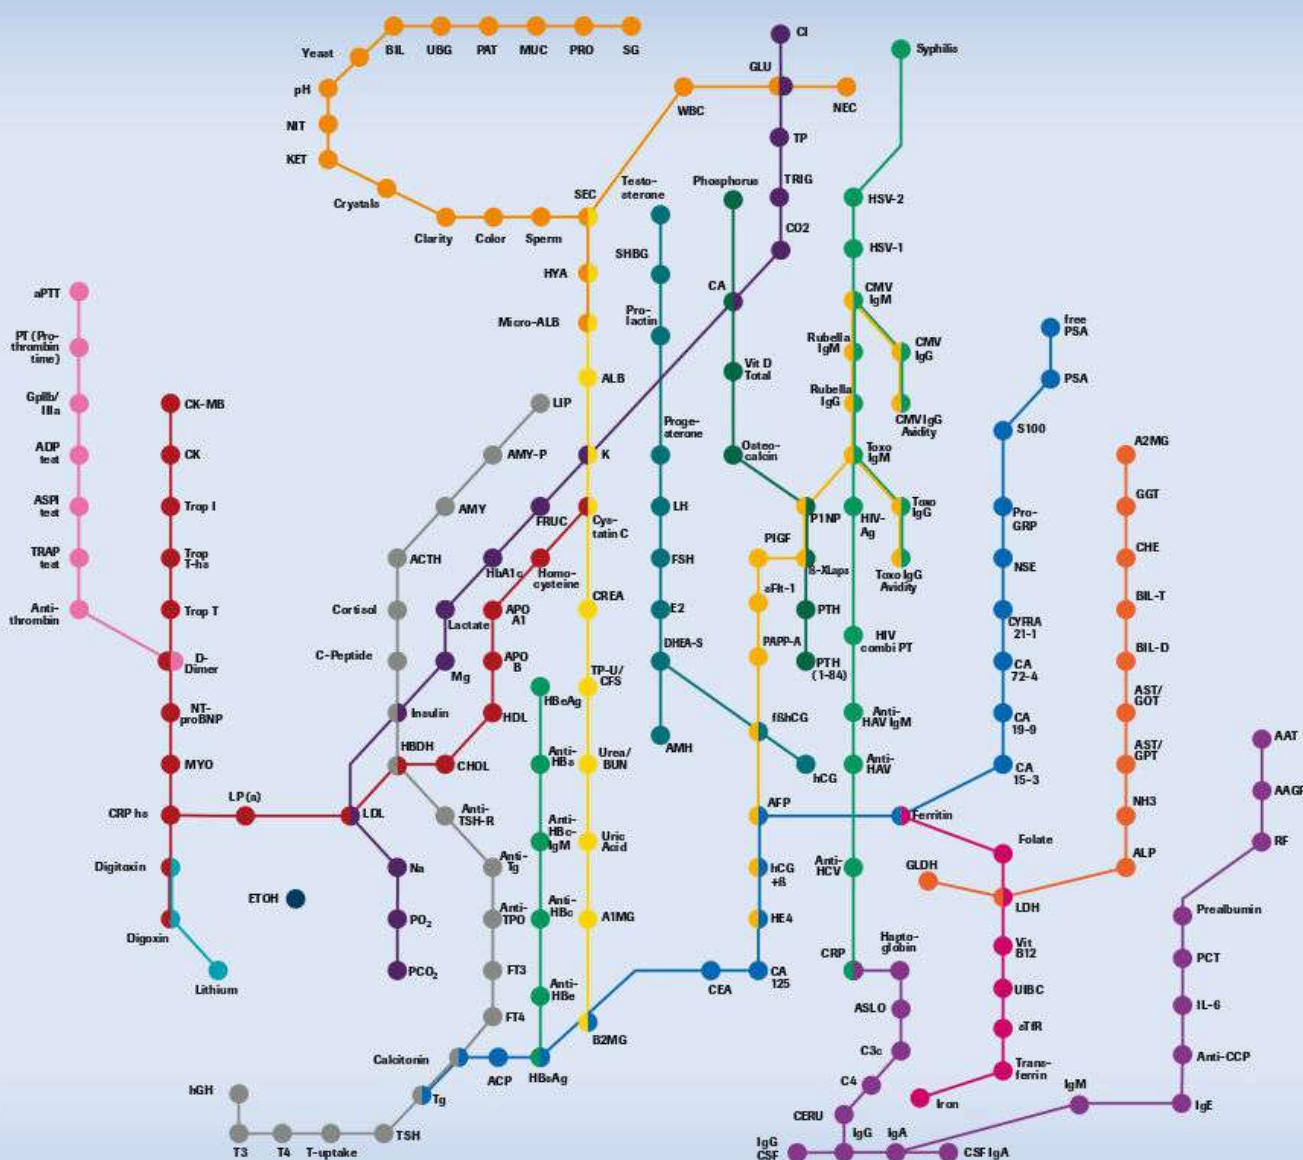 CI
Yeast
BIL
UBG
PAT
MUC
PRO
SG
Syphilis
GLU
pH
WBC
NEC
NIT
TP
KET
Testo-
sterone
Phosphorus
TRIG
SEC
HSV-2
Crystals
CO2
Clarity
Color
Sperm
SHBG
HSV-1
HYA
CA
CMV
IgM
aPTT
Pro-
lactin
Micro-ALB
free
PSA
PT (Pro-
thrombin
time)
Rubella
IgM
CMV
IgG
Vit D
Total
ALB
PSA
GpIIb/
IIIa
CK-MB
LIP
Rubella
IgG
CMV IgG
Avidity
Proge-
sterone
S100
ADP
test
CK
AMY-P
K
Osteo-
calcin
Toxo
IgM
A2MG
ASPI
test
Trop I
AMY
FRUC
Cys-
tatin C
LH
P1NP
HIV-
Ag
Toxo
IgG
Pro-
GRP
GGT
PIGF
TRAP
test
Trop
T-hs
ACTH
HbA1c
Homo-
cysteine
FSH
ß-XLaps
Toxo IgG
Avidity
NSE
CHE
sFlt-1
Anti-
thrombin
Trop T
Cortisol
Lactate
APO
A1
CREA
E2
PTH
CYFRA
21-1
BIL-T
DHEA-S
PAPP-A
HIV
combi PT
D-
Dimer
C-Peptide
Mg
APO
B
TP-U/
CFS
PTH
(1-84)
CA
72-4
BIL-D
HBeAg
NT-
proBNP
Insulin
HDL
fßhCG
Anti-
HAV IgM
CA
19-9
AST/
GOT
AMH
AAT
MYO
HBDH
CHOL
Anti-
HBs
Urea/
BUN
hCG
Anti-
HAV
CA
15-3
AST/
GPT
AAGP
CRP hs
LP (a)
LDL
Anti-
TSH-R
Anti-
HBc-
IgM
Uric
Acid
AFP
Ferritin
NH3
RF
Folate
Digitoxin
Na
Anti-
Tg
hCG
+ß
Anti-
HCV
GLDH
ALP
ETOH
LDH
Digoxin
PO2
Anti-
TPO
Anti-
HBc
A1MG
HE4
Prealbumin
Hapto-
globin
Vit
B12
CRP
Lithium
PCO2
FT3
Anti-
HBe
CEA
CA
125
PCT
UIBC
ASLO
IL-6
FT4
B2MG
sTfR
C3c
Calcitonin
ACP
HBsAg
Anti-CCP
Trans-
ferrin
C4
hGH
Tg
Iron
IgM
IgE
CERU
T3
T4
T-uptake
TSH
IgG
CSF
IgG
IgA
CSF IgA